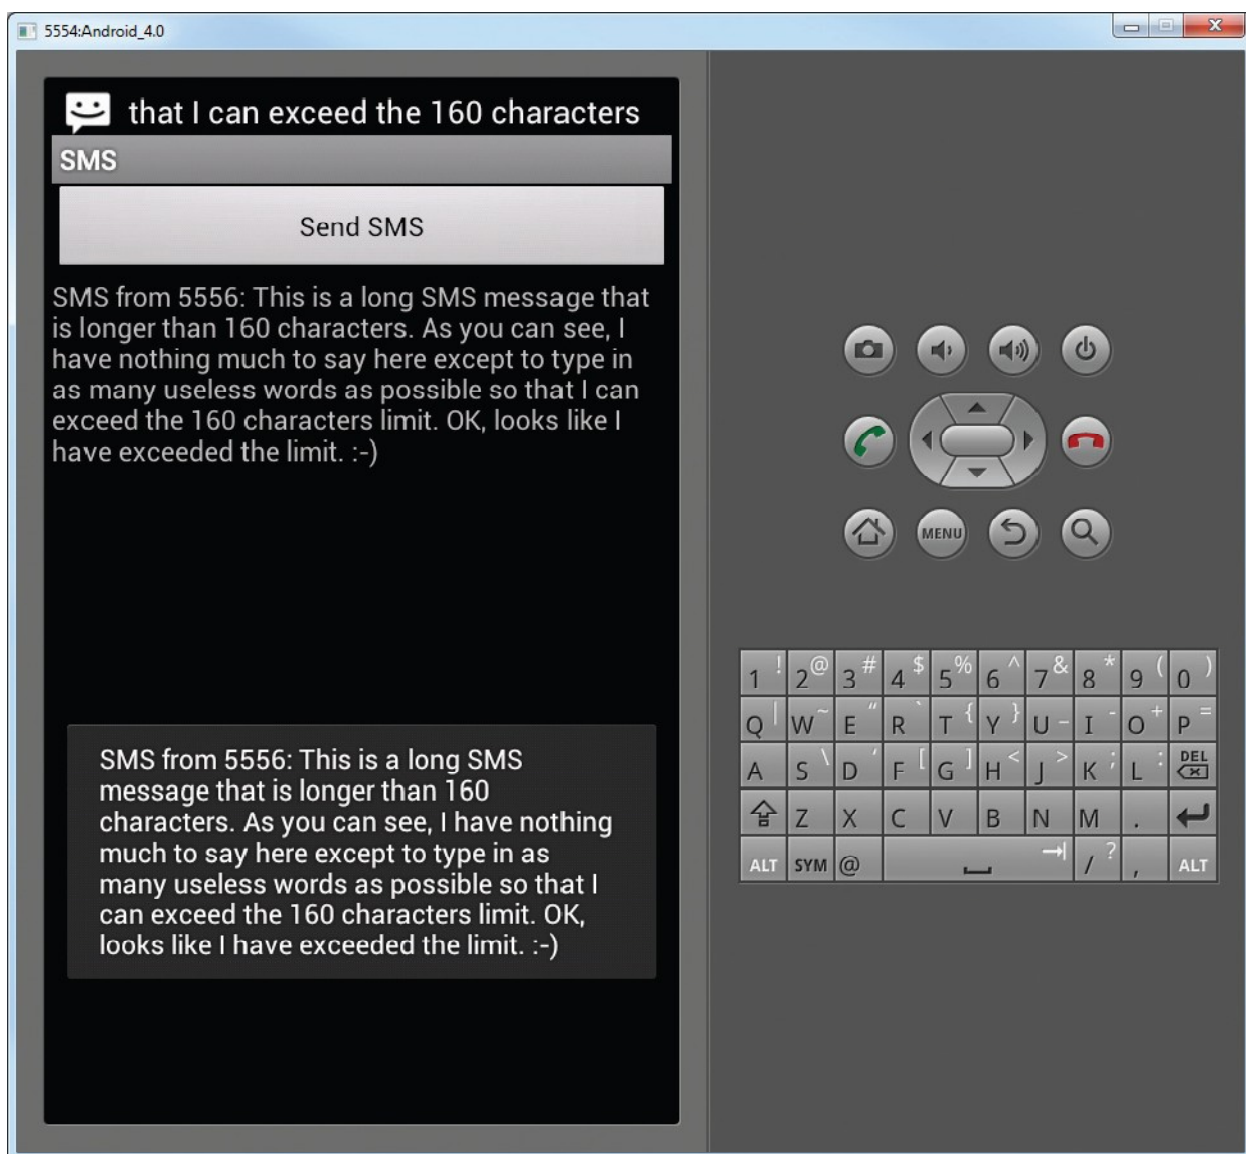 5554:Android_4.0
that I can exceed the 160 characters
SMS
Send SMS
SMS from 5556: This is a long SMS message that
is longer than 160 characters. As you can see, I
have nothing much to say here except to type in
as many useless words as possible so that I can
exceed the 160 characters limit. OK, looks like I
have exceeded the limit. :-)
SMS from 5556: This is a long SMS
message that is longer than 160
characters. As you can see, I have nothing
much to say here except to type in as
many useless words as possible so that I
can exceed the 160 characters limit. OK,
looks like I have exceeded the limit. :-)
MENU
1 ! 2 @ 3 # 4 $ 5 % 6 ^ 7 & 8 * 9 ( 0 )
Q | W ~ E " R ` T { Y } U _ I - O + P =
A S \ D ' F [ G ] H < J > K ; L : DEL
Z X C V B N M .
ALT SYM @ / ? , ALT